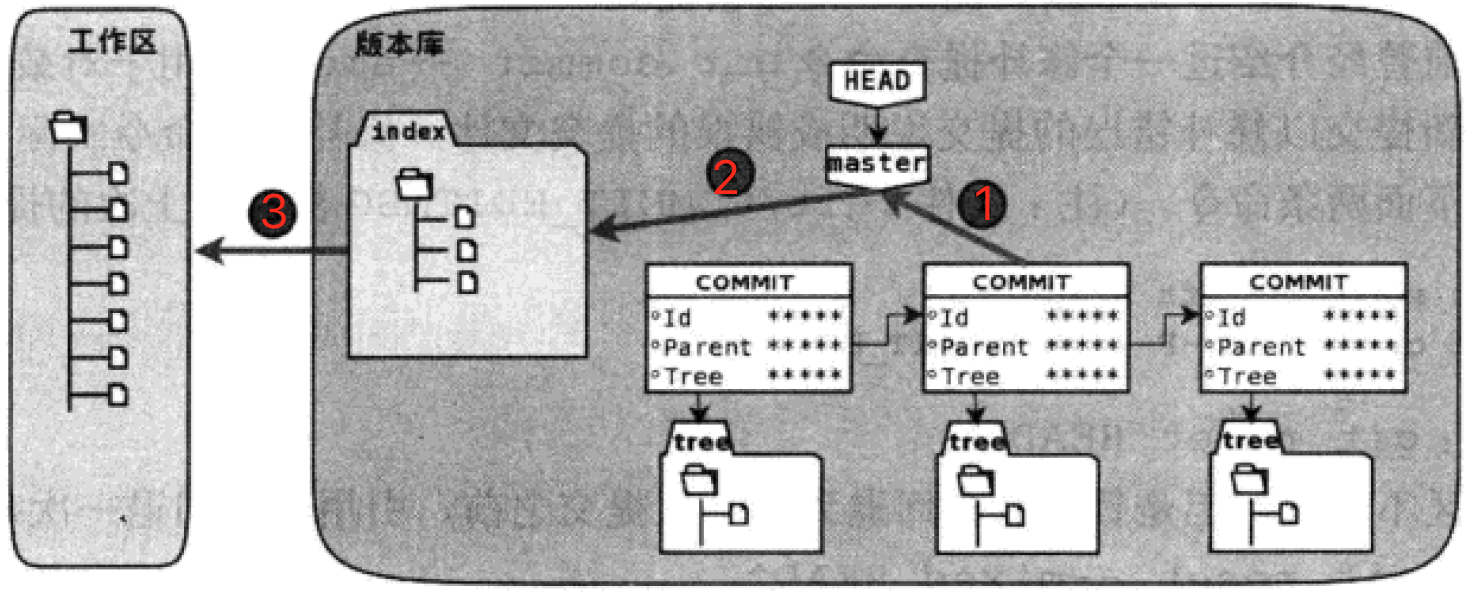 工作区
版本库
HEAD
index
master
2
1
3
COMMIT
Id *****
Parent *****
Tree *****
COMMIT
Id *****
Parent *****
Tree *****
COMMIT
Id *****
Parent *****
Tree *****
tree
tree
tree